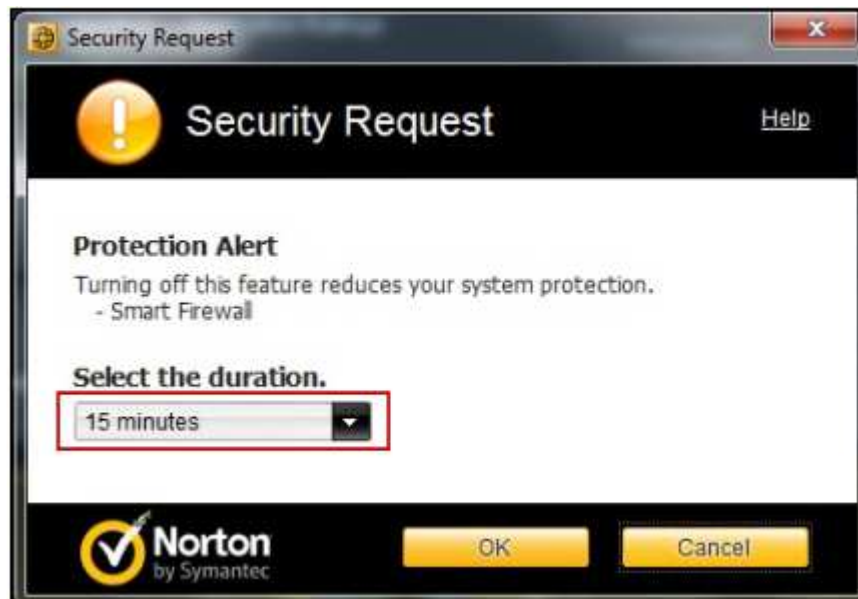 Security Request
Security Request
Help
Protection Alert
Turning off this feature reduces your system protection.
- Smart Firewall
Select the duration.
15 minutes
Norton
by Symantec
OK
Cancel